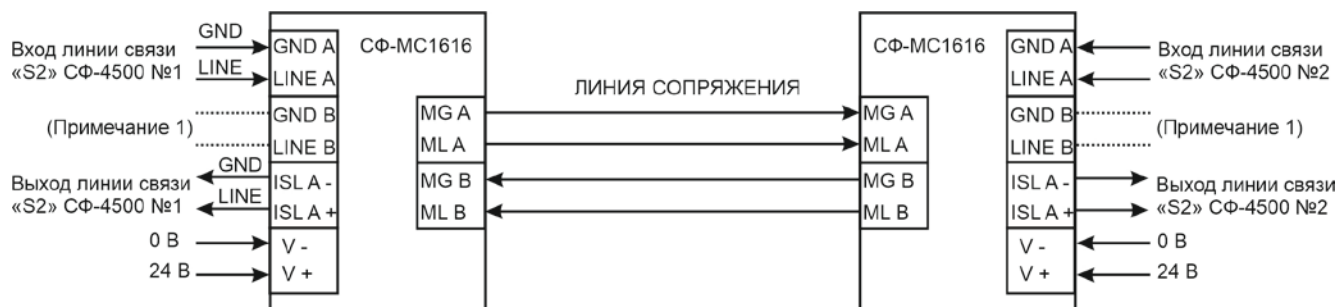 GND
Вход линии связи
«S2» СФ-4500 №1
LINE
(Примечание 1)
GND
Выход линии связи
«S2» СФ-4500 №1
LINE
0 В
24 В
GND A
LINE A
GND B
LINE B
ISL A -
ISL A +
V -
V +
СФ-МС1616
MG A
ML A
MG B
ML B
ЛИНИЯ СОПРЯЖЕНИЯ
СФ-МС1616
MG A
ML A
MG B
ML B
GND A
LINE A
GND B
LINE B
ISL A -
ISL A +
V -
V +
Вход линии связи
«S2» СФ-4500 №2
(Примечание 1)
Выход линии связи
«S2» СФ-4500 №2
0 В
24 В